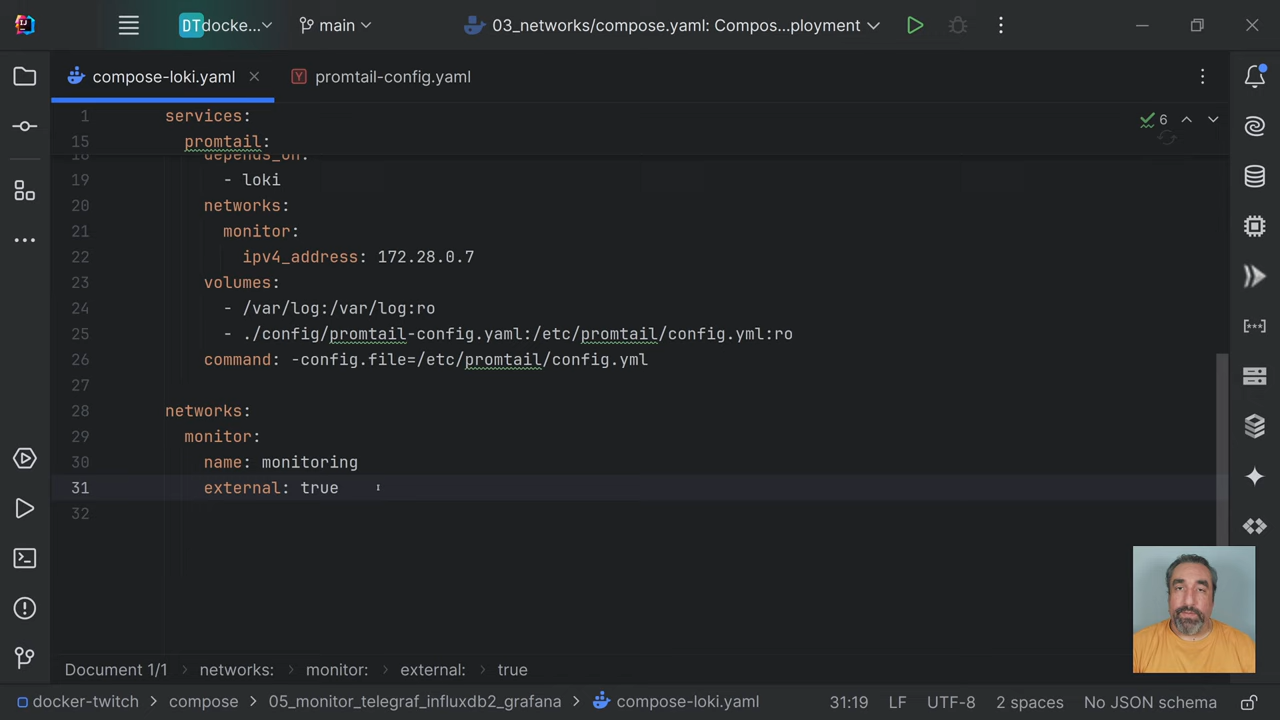 DT docke...
main
03_networks/compose.yaml: Compos...ployment
compose-loki.yaml
promtail-config.yaml
1 services:
15 promtail:
6
18 depends_on:
19 - loki
20 networks:
21 monitor:
22 ipv4_address: 172.28.0.7
23 volumes:
24 - /var/log:/var/log:ro
25 - ./config/promtail-config.yaml:/etc/promtail/config.yml:ro
26 command: -config.file=/etc/promtail/config.yml
27
28 networks:
29 monitor:
30 name: monitoring
31 external: true
32
Document 1/1 > networks: > monitor: > external: > true
docker-twitch > compose > 05_monitor_telegraf_influxdb2_grafana > compose-loki.yaml 31:19 LF UTF-8 2 spaces No JSON schema